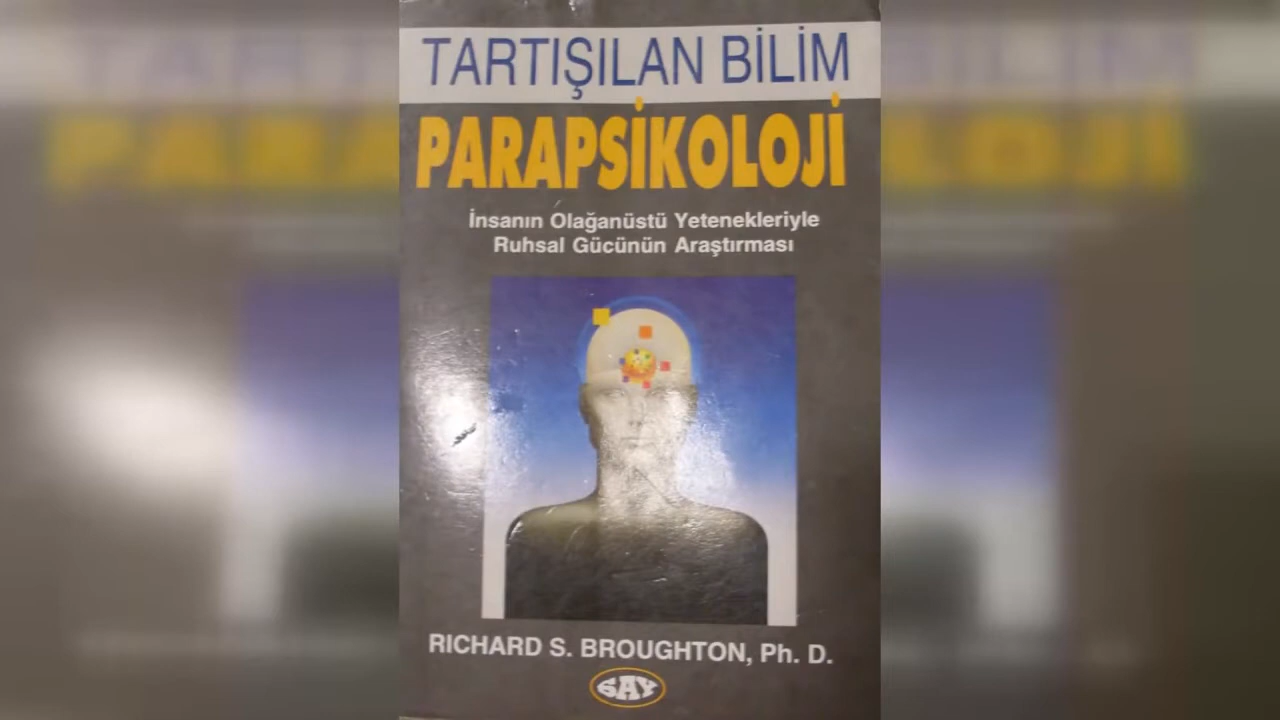 TARTIŞILAN BİLİM
PARAPSİKOLOJİ
İnsanın Olağanüstü Yetenekleriyle
Ruhsal Gücünün Araştırması
RICHARD S. BROUGHTON, Ph. D.
SAY